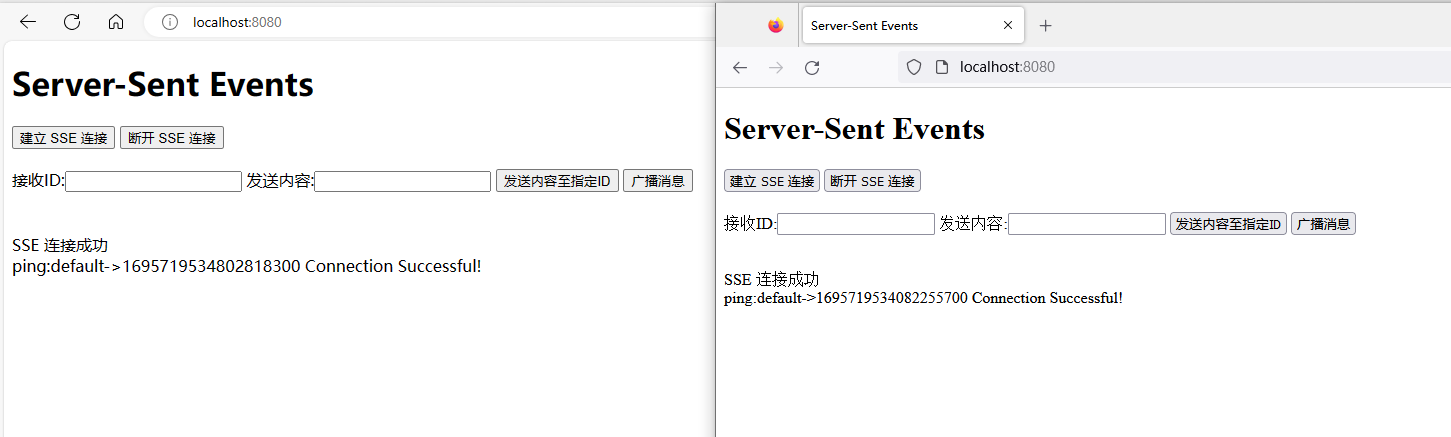 localhost:8080
Server-Sent Events
建立 SSE 连接 断开 SSE 连接
接收ID: 发送内容: 发送内容至指定ID 广播消息
SSE 连接成功
ping:default->1695719534802818300 Connection Successful!
Server-Sent Events
localhost:8080
Server-Sent Events
建立 SSE 连接 断开 SSE 连接
接收ID: 发送内容: 发送内容至指定ID 广播消息
SSE 连接成功
ping:default->1695719534082255700 Connection Successful!